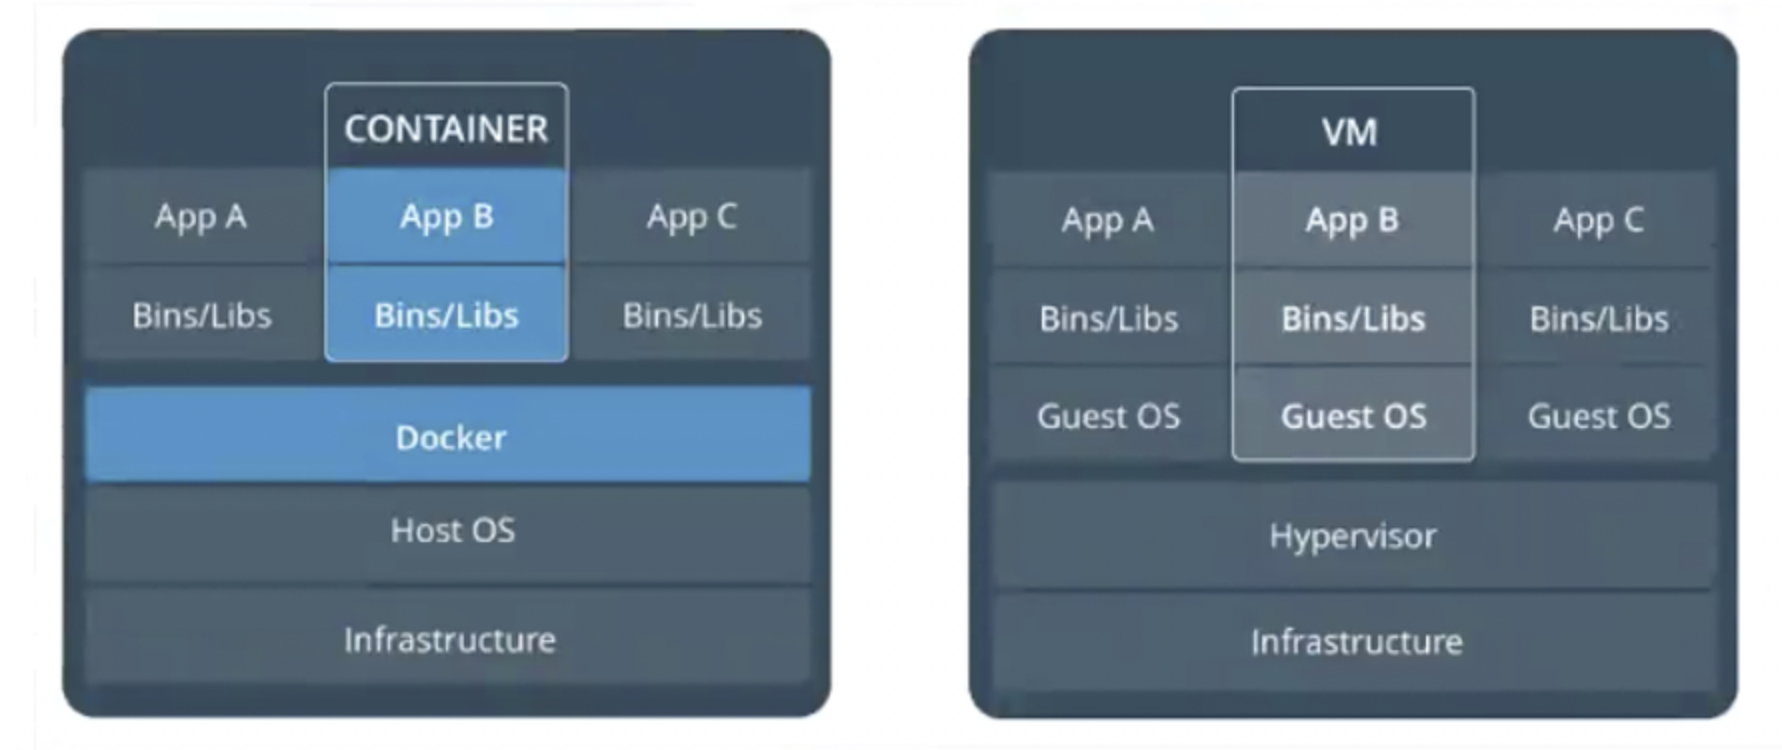 CONTAINER
App A App B App C
Bins/Libs Bins/Libs Bins/Libs
Docker
Host OS
Infrastructure
VM
App A App B App C
Bins/Libs Bins/Libs Bins/Libs
Guest OS Guest OS Guest OS
Hypervisor
Infrastructure